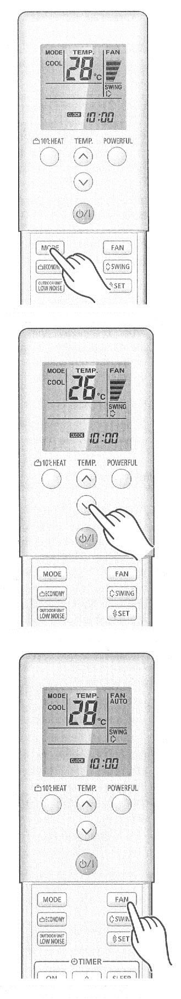 MODE TEMP. FAN
COOL 28 °C
SWING
CLOCK 10:00
10℃HEAT TEMP. POWERFUL
MODE FAN
ECONOM SWING
OUTDOOR UNIT
LOW NOISE SET
MODE TEMP. FAN
COOL 26 °C
SWING
CLOCK 10:00
10℃HEAT TEMP. POWERFUL
MODE FAN
ECONOMY SWING
OUTDOOR UNIT
LOW NOISE SET
MODE TEMP. FAN
AUTO
COOL 28 °C
SWING
CLOCK 10:00
10℃HEAT TEMP. POWERFUL
MODE FAN
ECONOMY SWIN
OUTDOOR UNIT
LOW NOISE SET
TIMER
ON SLEEP